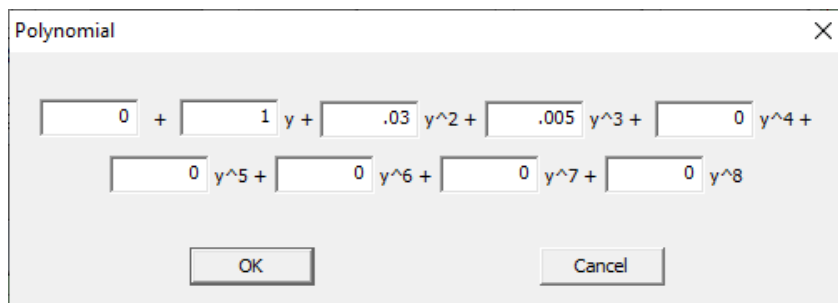 Polynomial
0 + 1 y + .03 y^2 + .005 y^3 + 0 y^4 +
0 y^5 + 0 y^6 + 0 y^7 + 0 y^8
OK Cancel